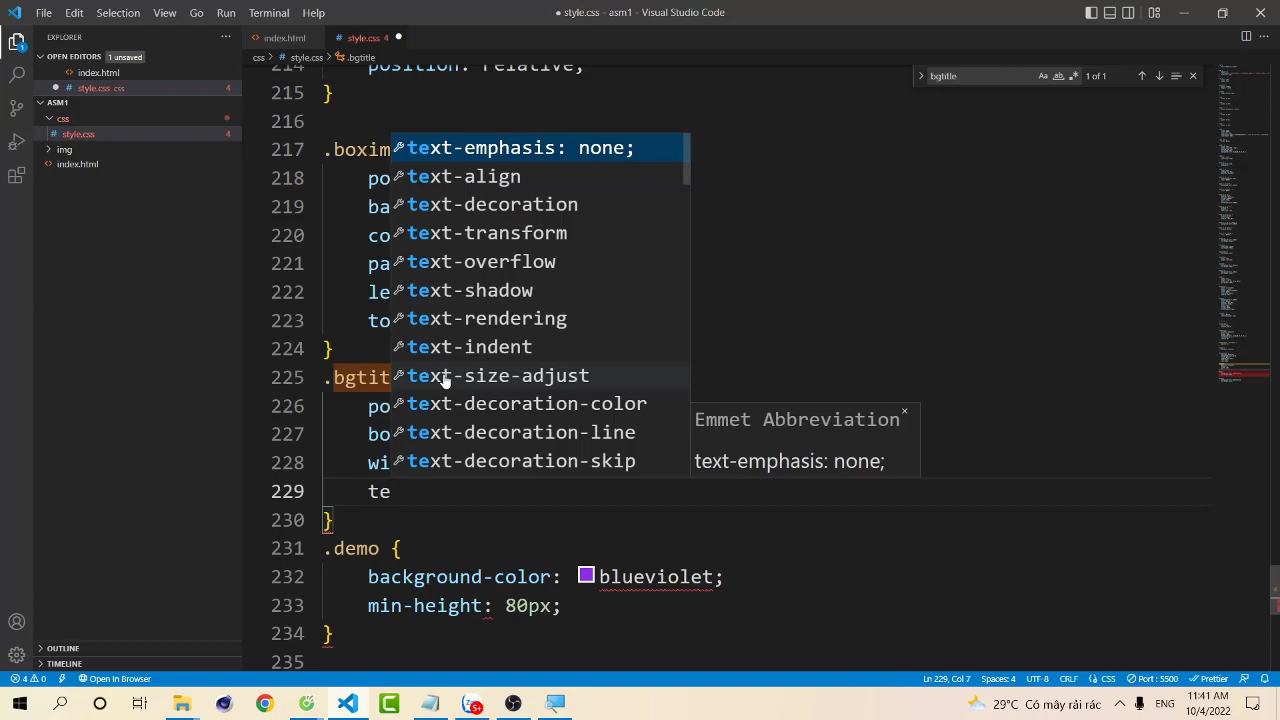 File Edit Selection View Go Run Terminal Help
● style.css - asm1 - Visual Studio Code
EXPLORER
index.html
style.css 4
OPEN EDITORS 1 unsaved
css > style.css > .bgtitle
index.html
style.css css 4
ASM1
css
style.css 4
img
index.html
bgtitle
1 of 1
214 position: relative;
215 }
216
217 .boxim
218 po
219 ba
220 co
221 pa
222 le
223 to
224 }
225 .bgtit
226 po
227 bo
228 wi
229 te
230 }
231 .demo {
232 background-color: blueviolet;
233 min-height: 80px;
234 }
235
text-emphasis: none;
text-align
text-decoration
text-transform
text-overflow
text-shadow
text-rendering
text-indent
text-size-adjust
text-decoration-color
text-decoration-line
text-decoration-skip
Emmet Abbreviation
text-emphasis: none;
OUTLINE
TIMELINE
4 0 Open In Browser
Ln 229, Col 7 Spaces: 4 UTF-8 CRLF CSS Port : 5500 Prettier
29°C Có mây rải r
11:41 AM
10/4/2022